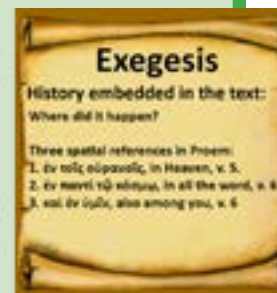 Exegesis
History embedded in the text:
Where did it happen?
Three spatial references in Proem:
1. ἐν τοῖς οὐρανοῖς, in Heaven, v. 5.
2. ἐν παντὶ τῷ κόσμῳ, in all the word, v. 6
3. καὶ ἐν ὑμῖν, also among you, v. 6